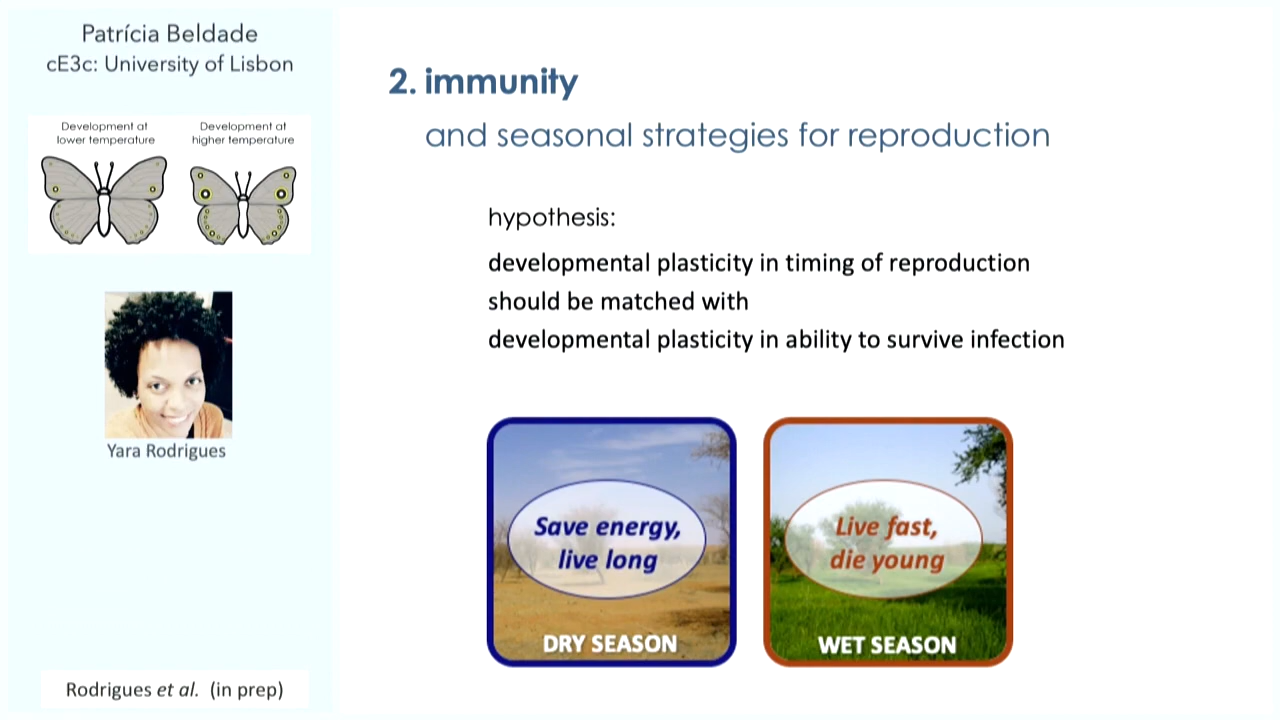 Patrícia Beldade
cE3c: University of Lisbon
Development at
lower temperature
Development at
higher temperature
Yara Rodrigues
Rodrigues et al. (in prep)
2. immunity
and seasonal strategies for reproduction
hypothesis:
developmental plasticity in timing of reproduction
should be matched with
developmental plasticity in ability to survive infection
Save energy,
live long
DRY SEASON
Live fast,
die young
WET SEASON